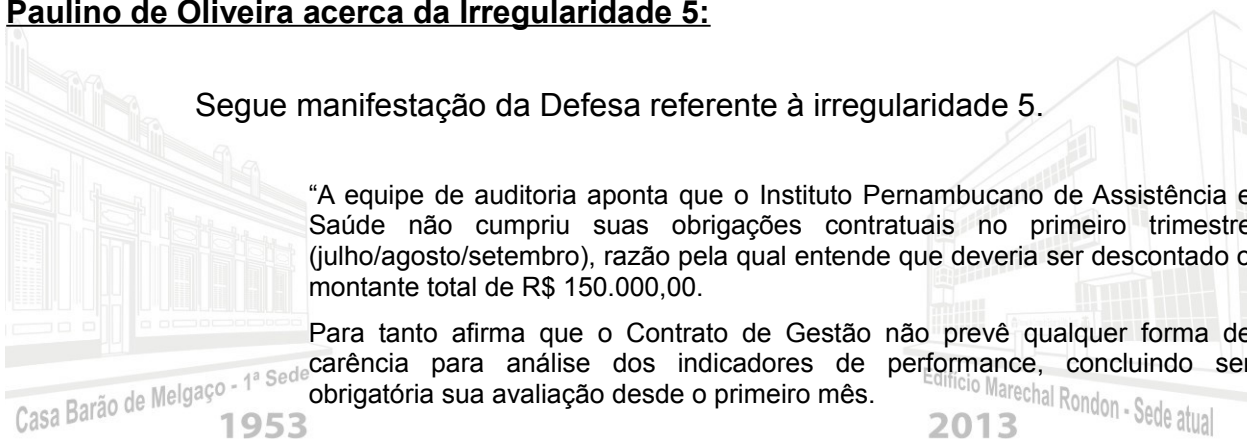 Paulino de Oliveira acerca da Irregularidade 5:
Segue manifestação da Defesa referente à irregularidade 5.
“A equipe de auditoria aponta que o Instituto Pernambucano de Assistência e
Saúde não cumpriu suas obrigações contratuais no primeiro trimestre
(julho/agosto/setembro), razão pela qual entende que deveria ser descontado o
montante total de R$ 150.000,00.
Para tanto afirma que o Contrato de Gestão não prevê qualquer forma de
carência para análise dos indicadores de performance, concluindo ser
obrigatória sua avaliação desde o primeiro mês.
Casa Barão de Melgaço - 1ª Sede
1953
Edifício Marechal Rondon - Sede atual
2013